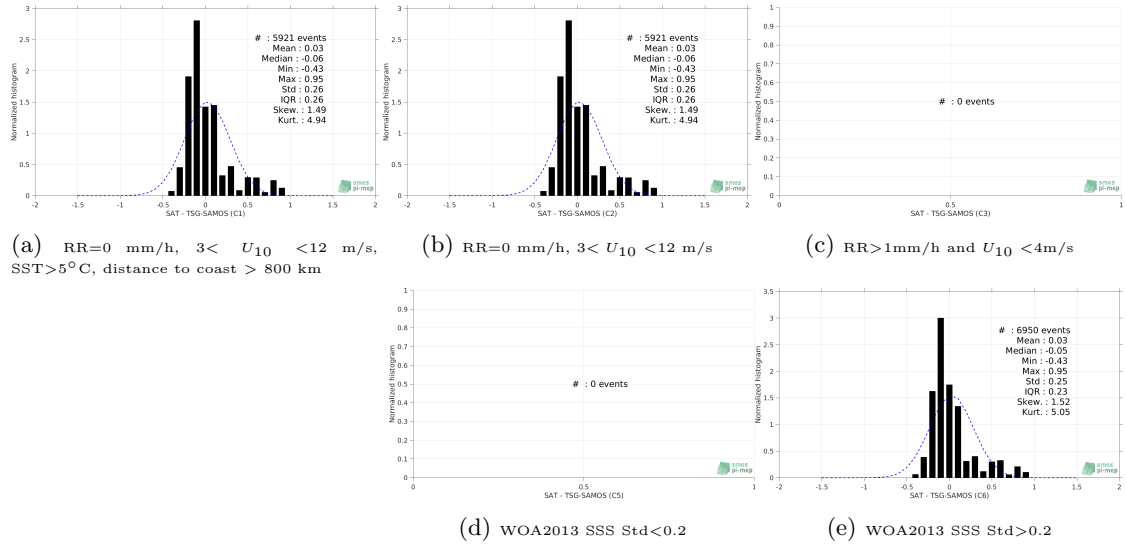 3
2.5
2
1.5
1
0.5
0
-2 -1.5 -1 -0.5 0 0.5 1 1.5 2
Normalized histogram
SAT - TSG-SAMOS (C1)
# : 5921 events
Mean : 0.03
Median : -0.06
Min : -0.43
Max : 0.95
Std : 0.26
IQR : 0.26
Skew. : 1.49
Kurt. : 4.94
smos
pi-mep
(a) RR=0 mm/h, 3< U10 <12 m/s,
SST>5°C, distance to coast > 800 km
3
2.5
2
1.5
1
0.5
0
-2 -1.5 -1 -0.5 0 0.5 1 1.5 2
Normalized histogram
SAT - TSG-SAMOS (C2)
# : 5921 events
Mean : 0.03
Median : -0.06
Min : -0.43
Max : 0.95
Std : 0.26
IQR : 0.26
Skew. : 1.49
Kurt. : 4.94
smos
pi-mep
(b) RR=0 mm/h, 3< U10 <12 m/s
1
0.9
0.8
0.7
0.6
0.5
0.4
0.3
0.2
0.1
0
0 0.5 1
Normalized histogram
SAT - TSG-SAMOS (C3)
# : 0 events
smos
pi-mep
(c) RR>1mm/h and U10 <4m/s
1
0.9
0.8
0.7
0.6
0.5
0.4
0.3
0.2
0.1
0
0 0.5 1
Normalized histogram
SAT - TSG-SAMOS (C5)
# : 0 events
smos
pi-mep
(d) WOA2013 SSS Std<0.2
3.5
3
2.5
2
1.5
1
0.5
0
-2 -1.5 -1 -0.5 0 0.5 1 1.5 2
Normalized histogram
SAT - TSG-SAMOS (C6)
# : 6950 events
Mean : 0.03
Median : -0.05
Min : -0.43
Max : 0.95
Std : 0.25
IQR : 0.23
Skew. : 1.52
Kurt. : 5.05
smos
pi-mep
(e) WOA2013 SSS Std>0.2